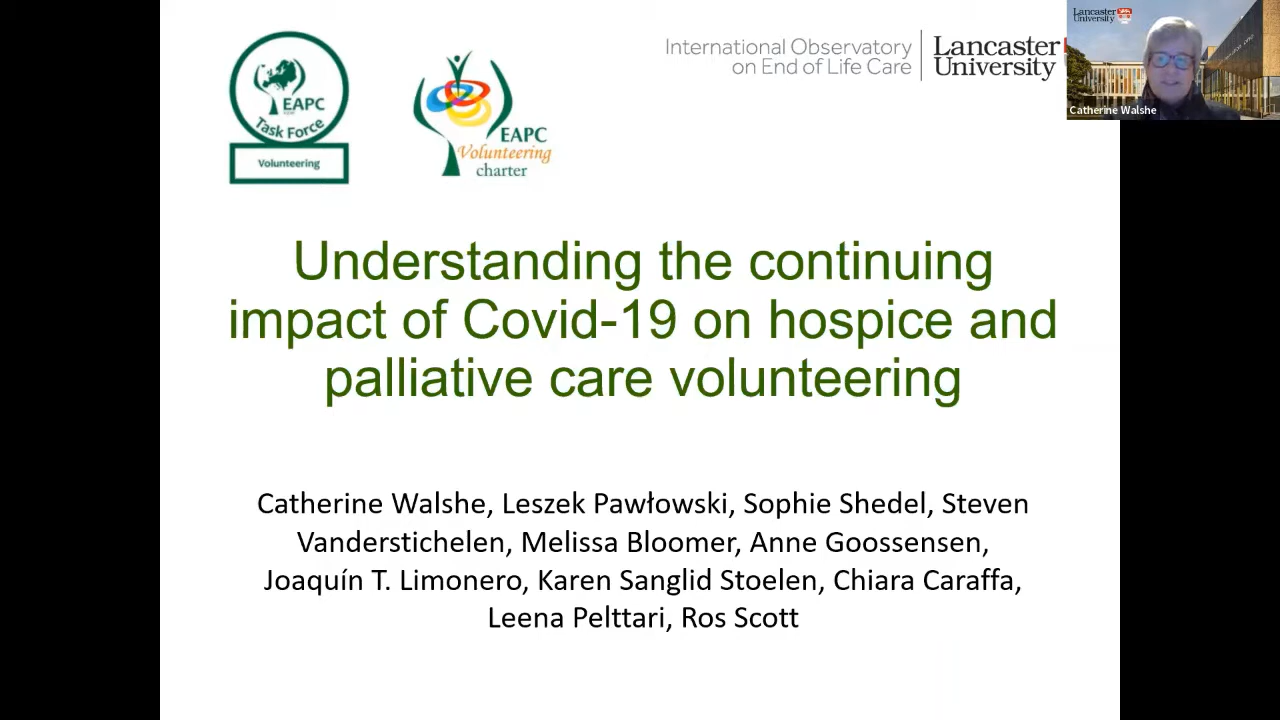 EAPC
Task Force
Volunteering
EAPC
Volunteering
charter
International Observatory
on End of Life Care
Lancaster
University
Lancaster
University
Catherine Walshe
Understanding the continuing
impact of Covid-19 on hospice and
palliative care volunteering
Catherine Walshe, Leszek Pawłowski, Sophie Shedel, Steven
Vanderstichelen, Melissa Bloomer, Anne Goossensen,
Joaquín T. Limonero, Karen Sanglid Stoelen, Chiara Caraffa,
Leena Pelttari, Ros Scott